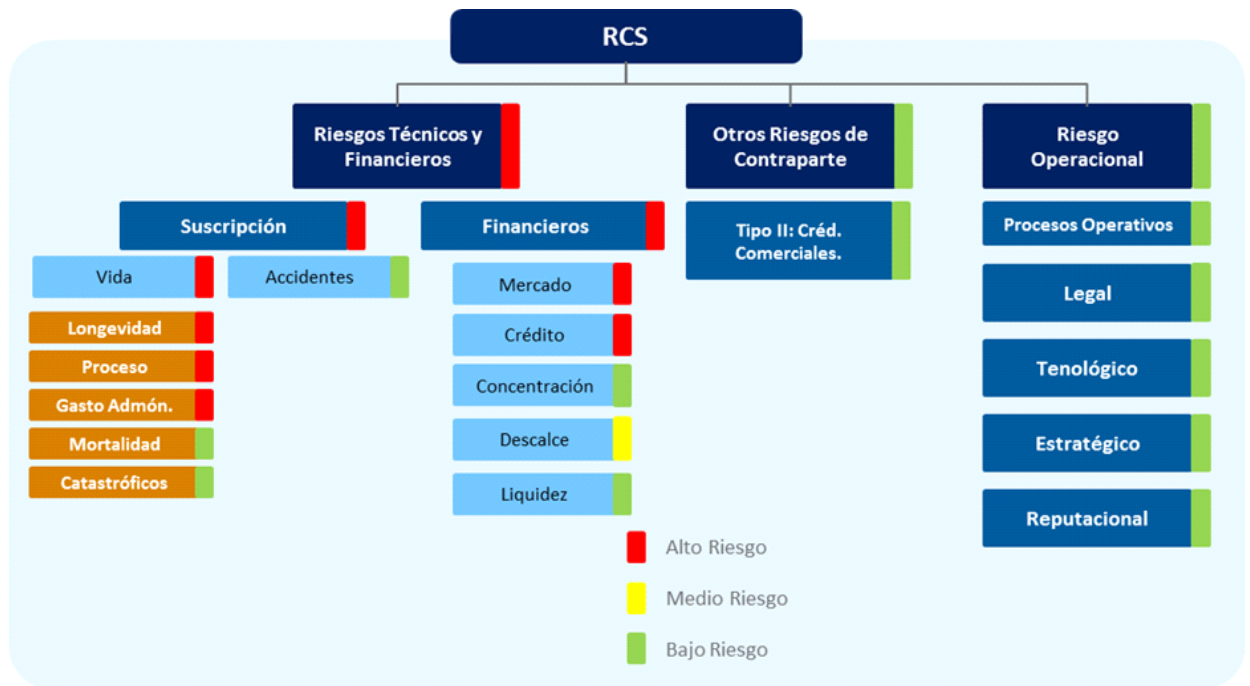 RCS
Riesgos Técnicos y
Financieros
Otros Riesgos de
Contraparte
Riesgo
Operacional
Suscripción
Financieros
Tipo II: Créd.
Comerciales.
Procesos Operativos
Vida
Accidentes
Mercado
Legal
Longevidad
Crédito
Proceso
Tenológico
Concentración
Gasto Admón.
Mortalidad
Descalce
Estratégico
Catastróficos
Liquidez
Reputacional
Alto Riesgo
Medio Riesgo
Bajo Riesgo